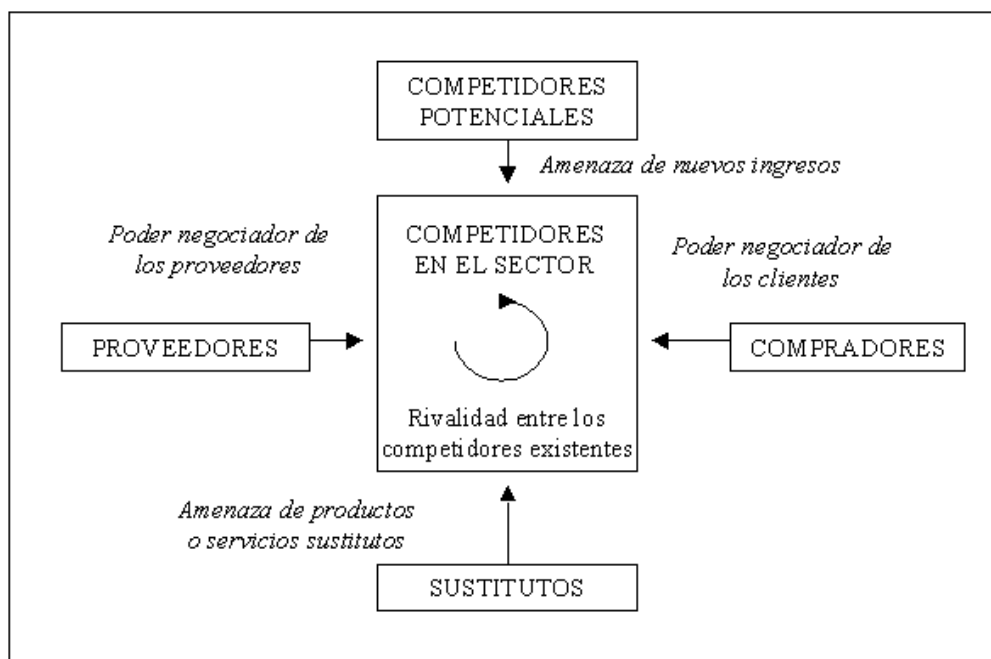 COMPETIDORES
POTENCIALES
Amenaza de nuevos ingresos
Poder negociador de
los proveedores
COMPETIDORES
EN EL SECTOR
Poder negociador de
los clientes
PROVEEDORES
COMPRADORES
Rivalidad entre los
competidores existentes
Amenaza de productos
o servicios sustitutos
SUSTITUTOS